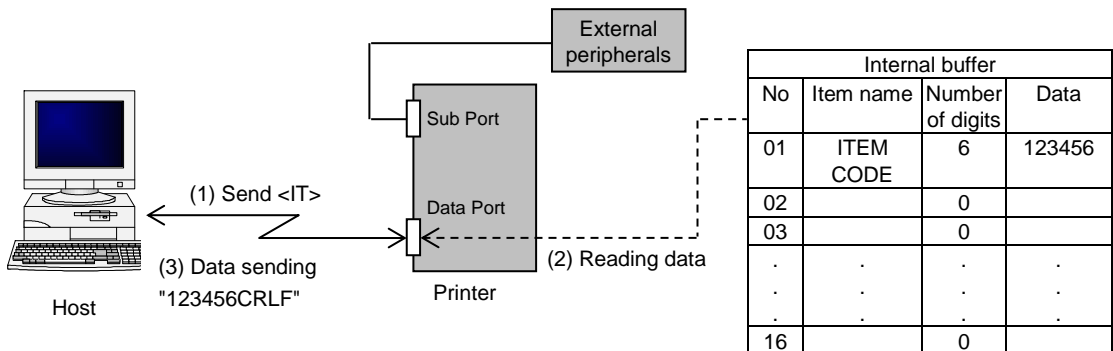 External
peripherals
Sub Port
Data Port
Printer
(1) Send <IT>
(2) Reading data
(3) Data sending
"123456CRLF"
Host
Internal buffer
No Item name Number of digits Data
01 ITEM CODE 6 123456
02 0
03 0
. . . .
. . . .
. . . .
16 0